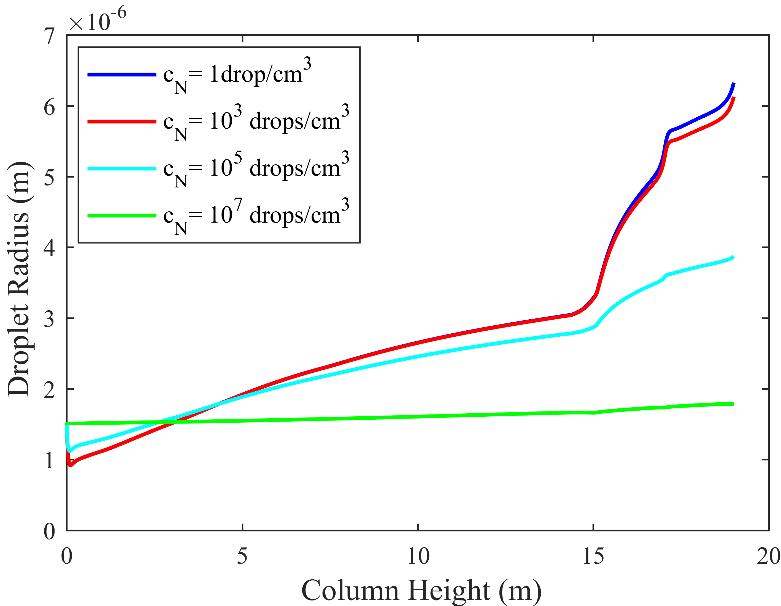 ×10⁻⁶
7
6
5
4
3
2
1
0
Droplet Radius (m)
c_N= 1drop/cm³
c_N= 10³ drops/cm³
c_N= 10⁵ drops/cm³
c_N= 10⁷ drops/cm³
0 5 10 15 20
Column Height (m)